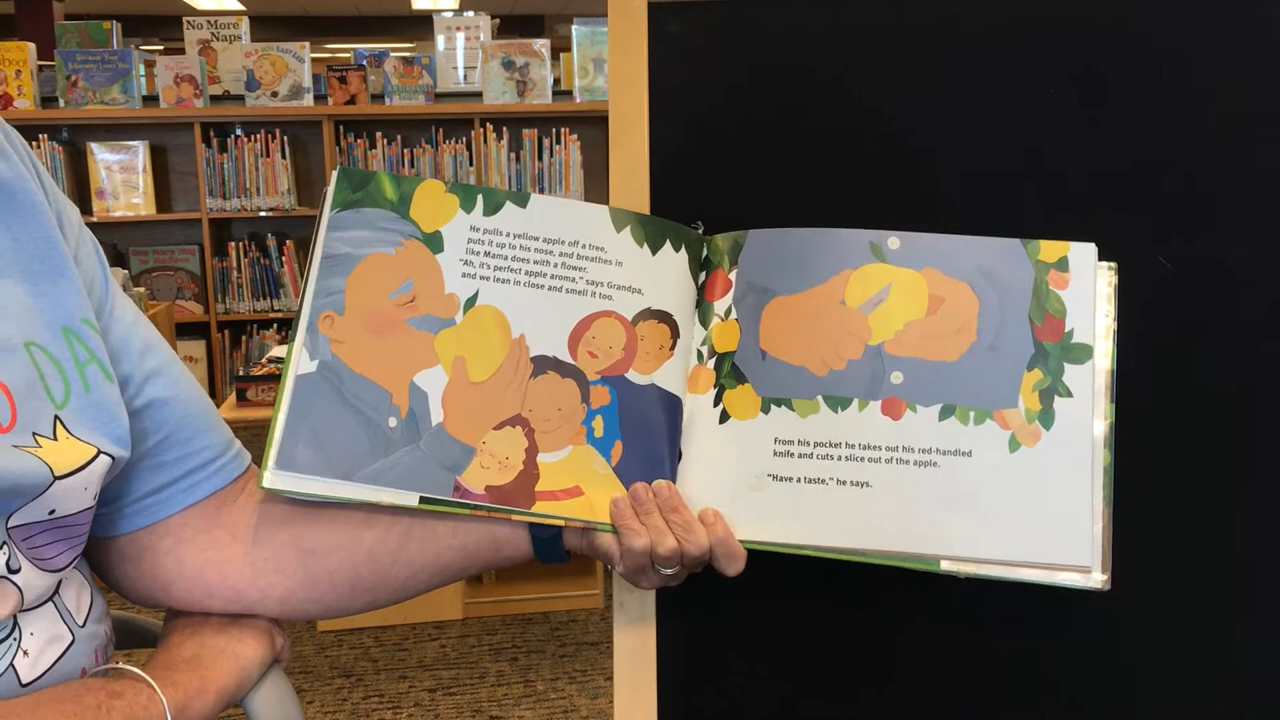 No More
Naps!
Because Your
Mommy Loves You
Hugs & Kisses
DAY
He pulls a yellow apple off a tree,
puts it up to his nose, and breathes in
like Mama does with a flower.
"Ah, it's perfect apple aroma," says Grandpa,
and we lean in close and smell it too.
From his pocket he takes out his red-handled
knife and cuts a slice out of the apple.
"Have a taste," he says.